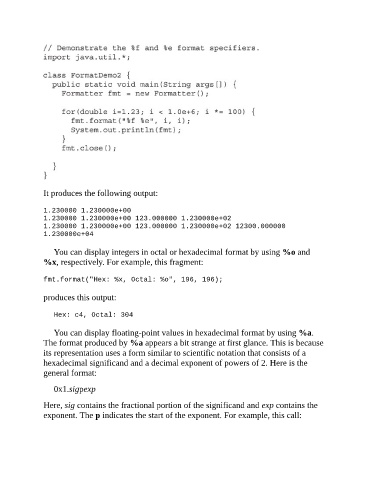 // Demonstrate the %f and %e format specifiers.
import java.util.*;

class FormatDemo2 {
  public static void main(String args[]) {
    Formatter fmt = new Formatter();

    for(double i=1.23; i < 1.0e+6; i *= 100) {
      fmt.format("%f %e", i, i);
      System.out.println(fmt);
    }
    fmt.close();

  }
}
It produces the following output:
1.230000 1.230000e+00
1.230000 1.230000e+00 123.000000 1.230000e+02
1.230000 1.230000e+00 123.000000 1.230000e+02 12300.000000
1.230000e+04
You can display integers in octal or hexadecimal format by using %o and
%x, respectively. For example, this fragment:
fmt.format("Hex: %x, Octal: %o", 196, 196);
produces this output:
Hex: c4, Octal: 304
You can display floating-point values in hexadecimal format by using %a.
The format produced by %a appears a bit strange at first glance. This is because
its representation uses a form similar to scientific notation that consists of a
hexadecimal significand and a decimal exponent of powers of 2. Here is the
general format:
0x1.sigpexp
Here, sig contains the fractional portion of the significand and exp contains the
exponent. The p indicates the start of the exponent. For example, this call: